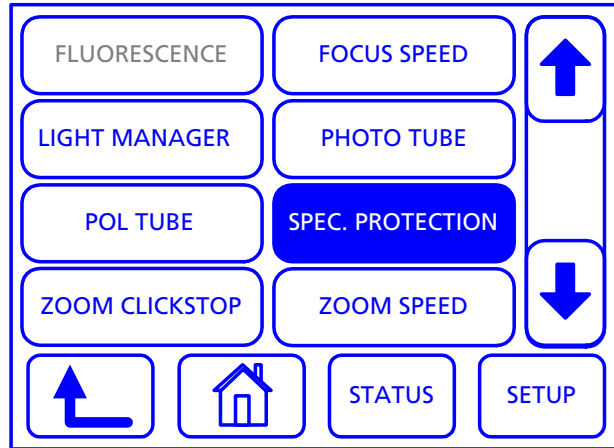 FLUORESCENCE
FOCUS SPEED
LIGHT MANAGER
PHOTO TUBE
POL TUBE
SPEC. PROTECTION
ZOOM CLICKSTOP
ZOOM SPEED
STATUS
SETUP